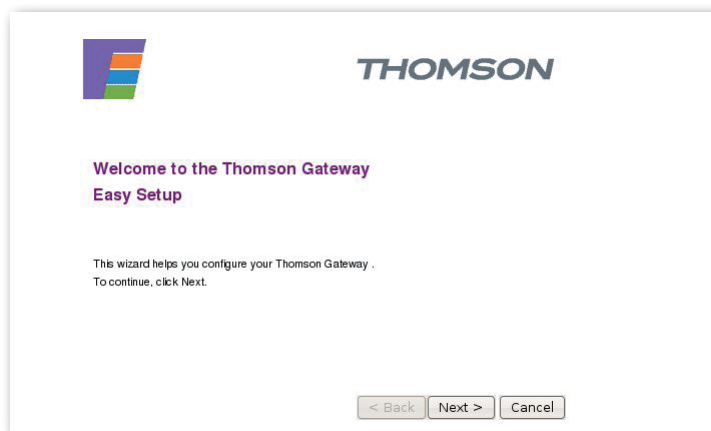 THOMSON
Welcome to the Thomson Gateway
Easy Setup
This wizard helps you configure your Thomson Gateway .
To continue, click Next.
< Back Next > Cancel